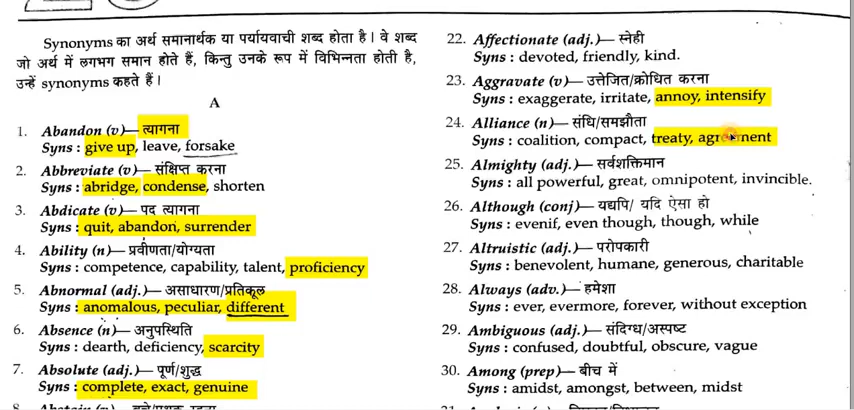 Synonyms का अर्थ समानार्थक या पर्यायवाची शब्द होता है। वे शब्द
जो अर्थ में लगभग समान होते हैं, किन्तु उनके रूप में विभिन्नता होती है,
उन्हें synonyms कहते हैं।
A
1. Abandon (v)— त्यागना
Syns : give up, leave, forsake
2. Abbreviate (v)— संक्षिप्त करना
Syns : abridge, condense, shorten
3. Abdicate (v)— पद त्यागना
Syns : quit, abandon, surrender
4. Ability (n)— प्रवीणता/योग्यता
Syns : competence, capability, talent, proficiency
5. Abnormal (adj.)— असाधारण/प्रतिकूल
Syns : anomalous, peculiar, different
6. Absence (n)— अनुपस्थिति
Syns : dearth, deficiency, scarcity
7. Absolute (adj.)— पूर्ण/शुद्ध
Syns : complete, exact, genuine
22. Affectionate (adj.)— स्नेही
Syns : devoted, friendly, kind.
23. Aggravate (v)— उत्तेजित/क्रोधित करना
Syns : exaggerate, irritate, annoy, intensify
24. Alliance (n)— संधि/समझौता
Syns : coalition, compact, treaty, agreement
25. Almighty (adj.)— सर्वशक्तिमान
Syns : all powerful, great, omnipotent, invincible.
26. Although (conj)— यद्यपि/ यदि ऐसा हो
Syns : evenif, even though, though, while
27. Altruistic (adj.)— परोपकारी
Syns : benevolent, humane, generous, charitable
28. Always (adv.)— हमेशा
Syns : ever, evermore, forever, without exception
29. Ambiguous (adj.)— संदिग्ध/अस्पष्ट
Syns : confused, doubtful, obscure, vague
30. Among (prep)— बीच में
Syns : amidst, amongst, between, midst